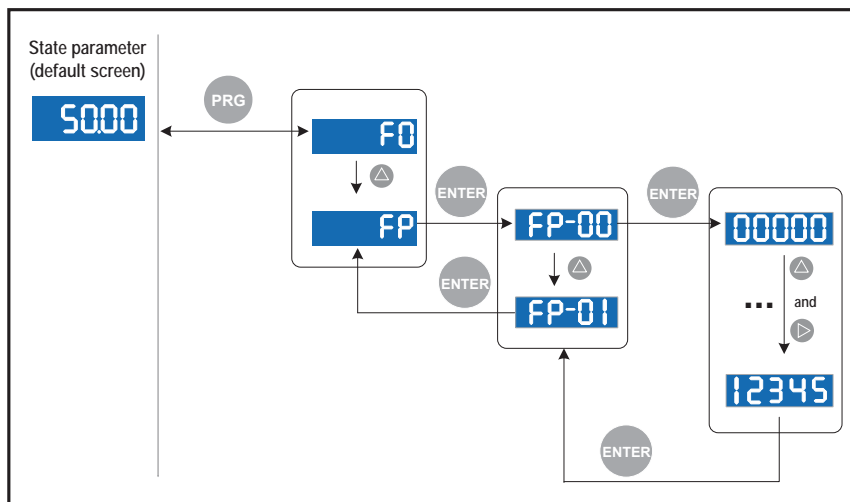 State parameter
(default screen)
50.00
PRG
F0
FP
ENTER
FP-00
ENTER
FP-01
ENTER
00000
... and
12345
ENTER